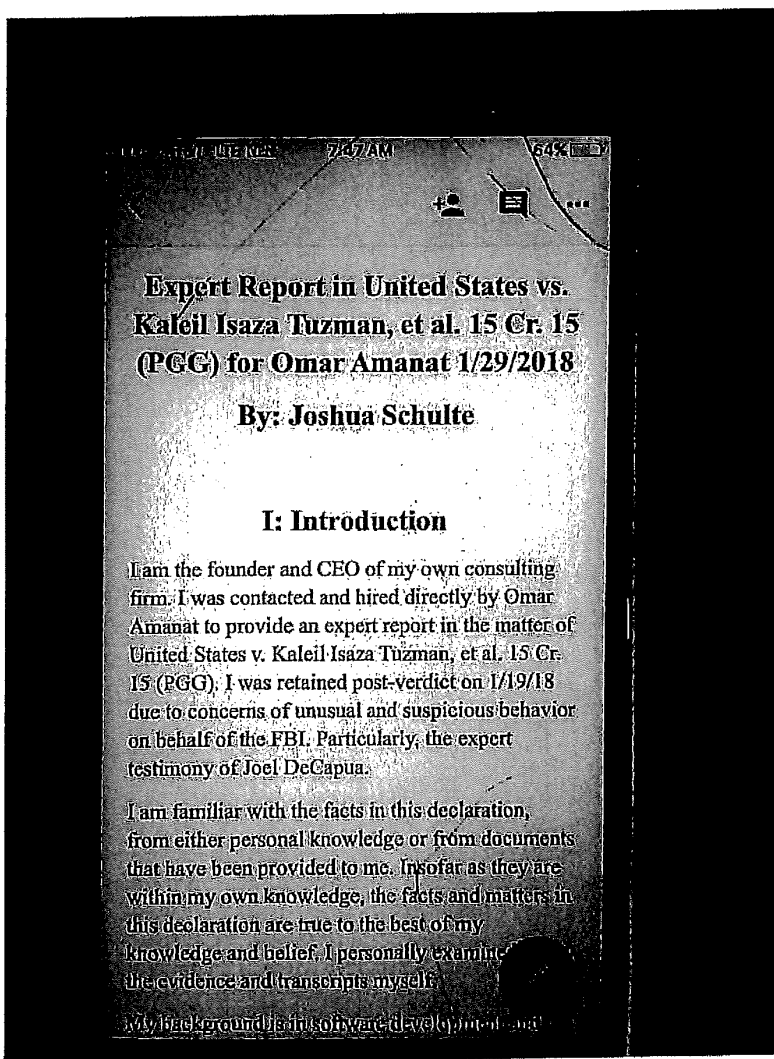 7:47 AM 64%
Expert Report in United States vs.
Kaleil Isaza Tuzman, et al. 15 Cr. 15
(PGG) for Omar Amanat 1/29/2018
By: Joshua Schulte
I: Introduction
I am the founder and CEO of my own consulting
firm. I was contacted and hired directly by Omar
Amanat to provide an expert report in the matter of
United States v. Kaleil Isaza Tuzman, et al. 15 Cr.
15 (PGG). I was retained post-verdict on 1/19/18
due to concerns of unusual and suspicious behavior
on behalf of the FBI. Particularly, the expert
testimony of Joel DeCapua.
I am familiar with the facts in this declaration,
from either personal knowledge or from documents
that have been provided to me. Insofar as they are
within my own knowledge, the facts and matters in
this declaration are true to the best of my
knowledge and belief. I personally examine
the evidence and transcripts myself.
My background is in software development and